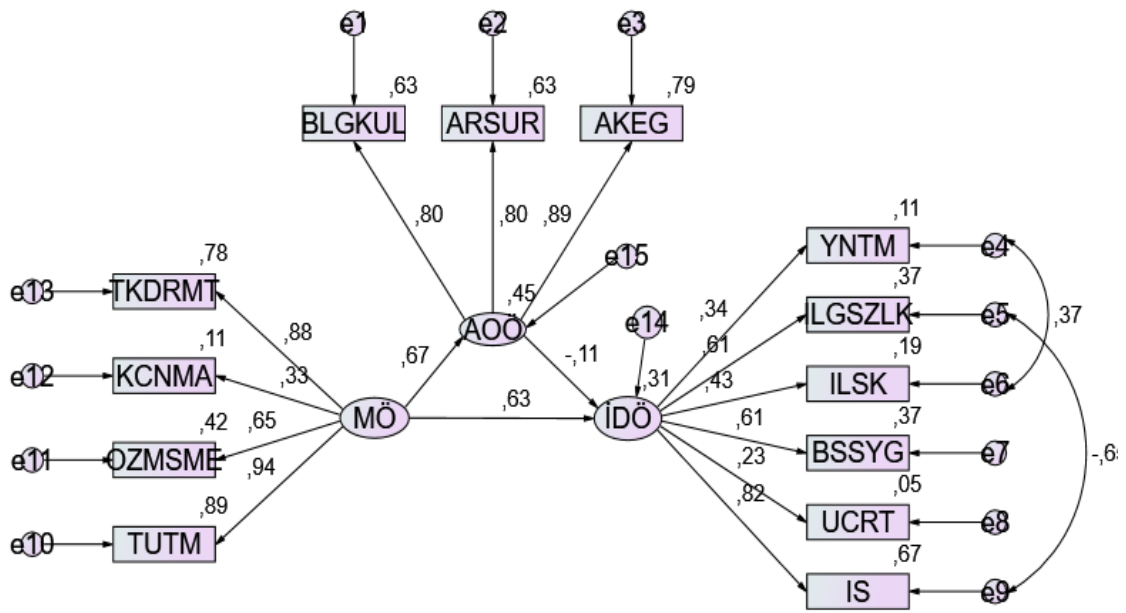 e1 e2 e3
,63 ,63 ,79
BLGKUL ARSUR AKEG
,80 ,80 ,89
,11
YNTM e4
,78
e13 TKDRMT
e15
,45
AOÖ
,37
LGSZLK e5
,37
e14
,34
,61
,88
,11
e12 KCNMA
,33
,67
-,11
,31
,43
,19
ILSK e6
,63
MÖ
İDÖ
,42 ,65
e11 OZMSME
,94
,61
,37
BSSYG e7
,23
,82
,05
UCRT e8
,89
e10 TUTM
,67
IS e9